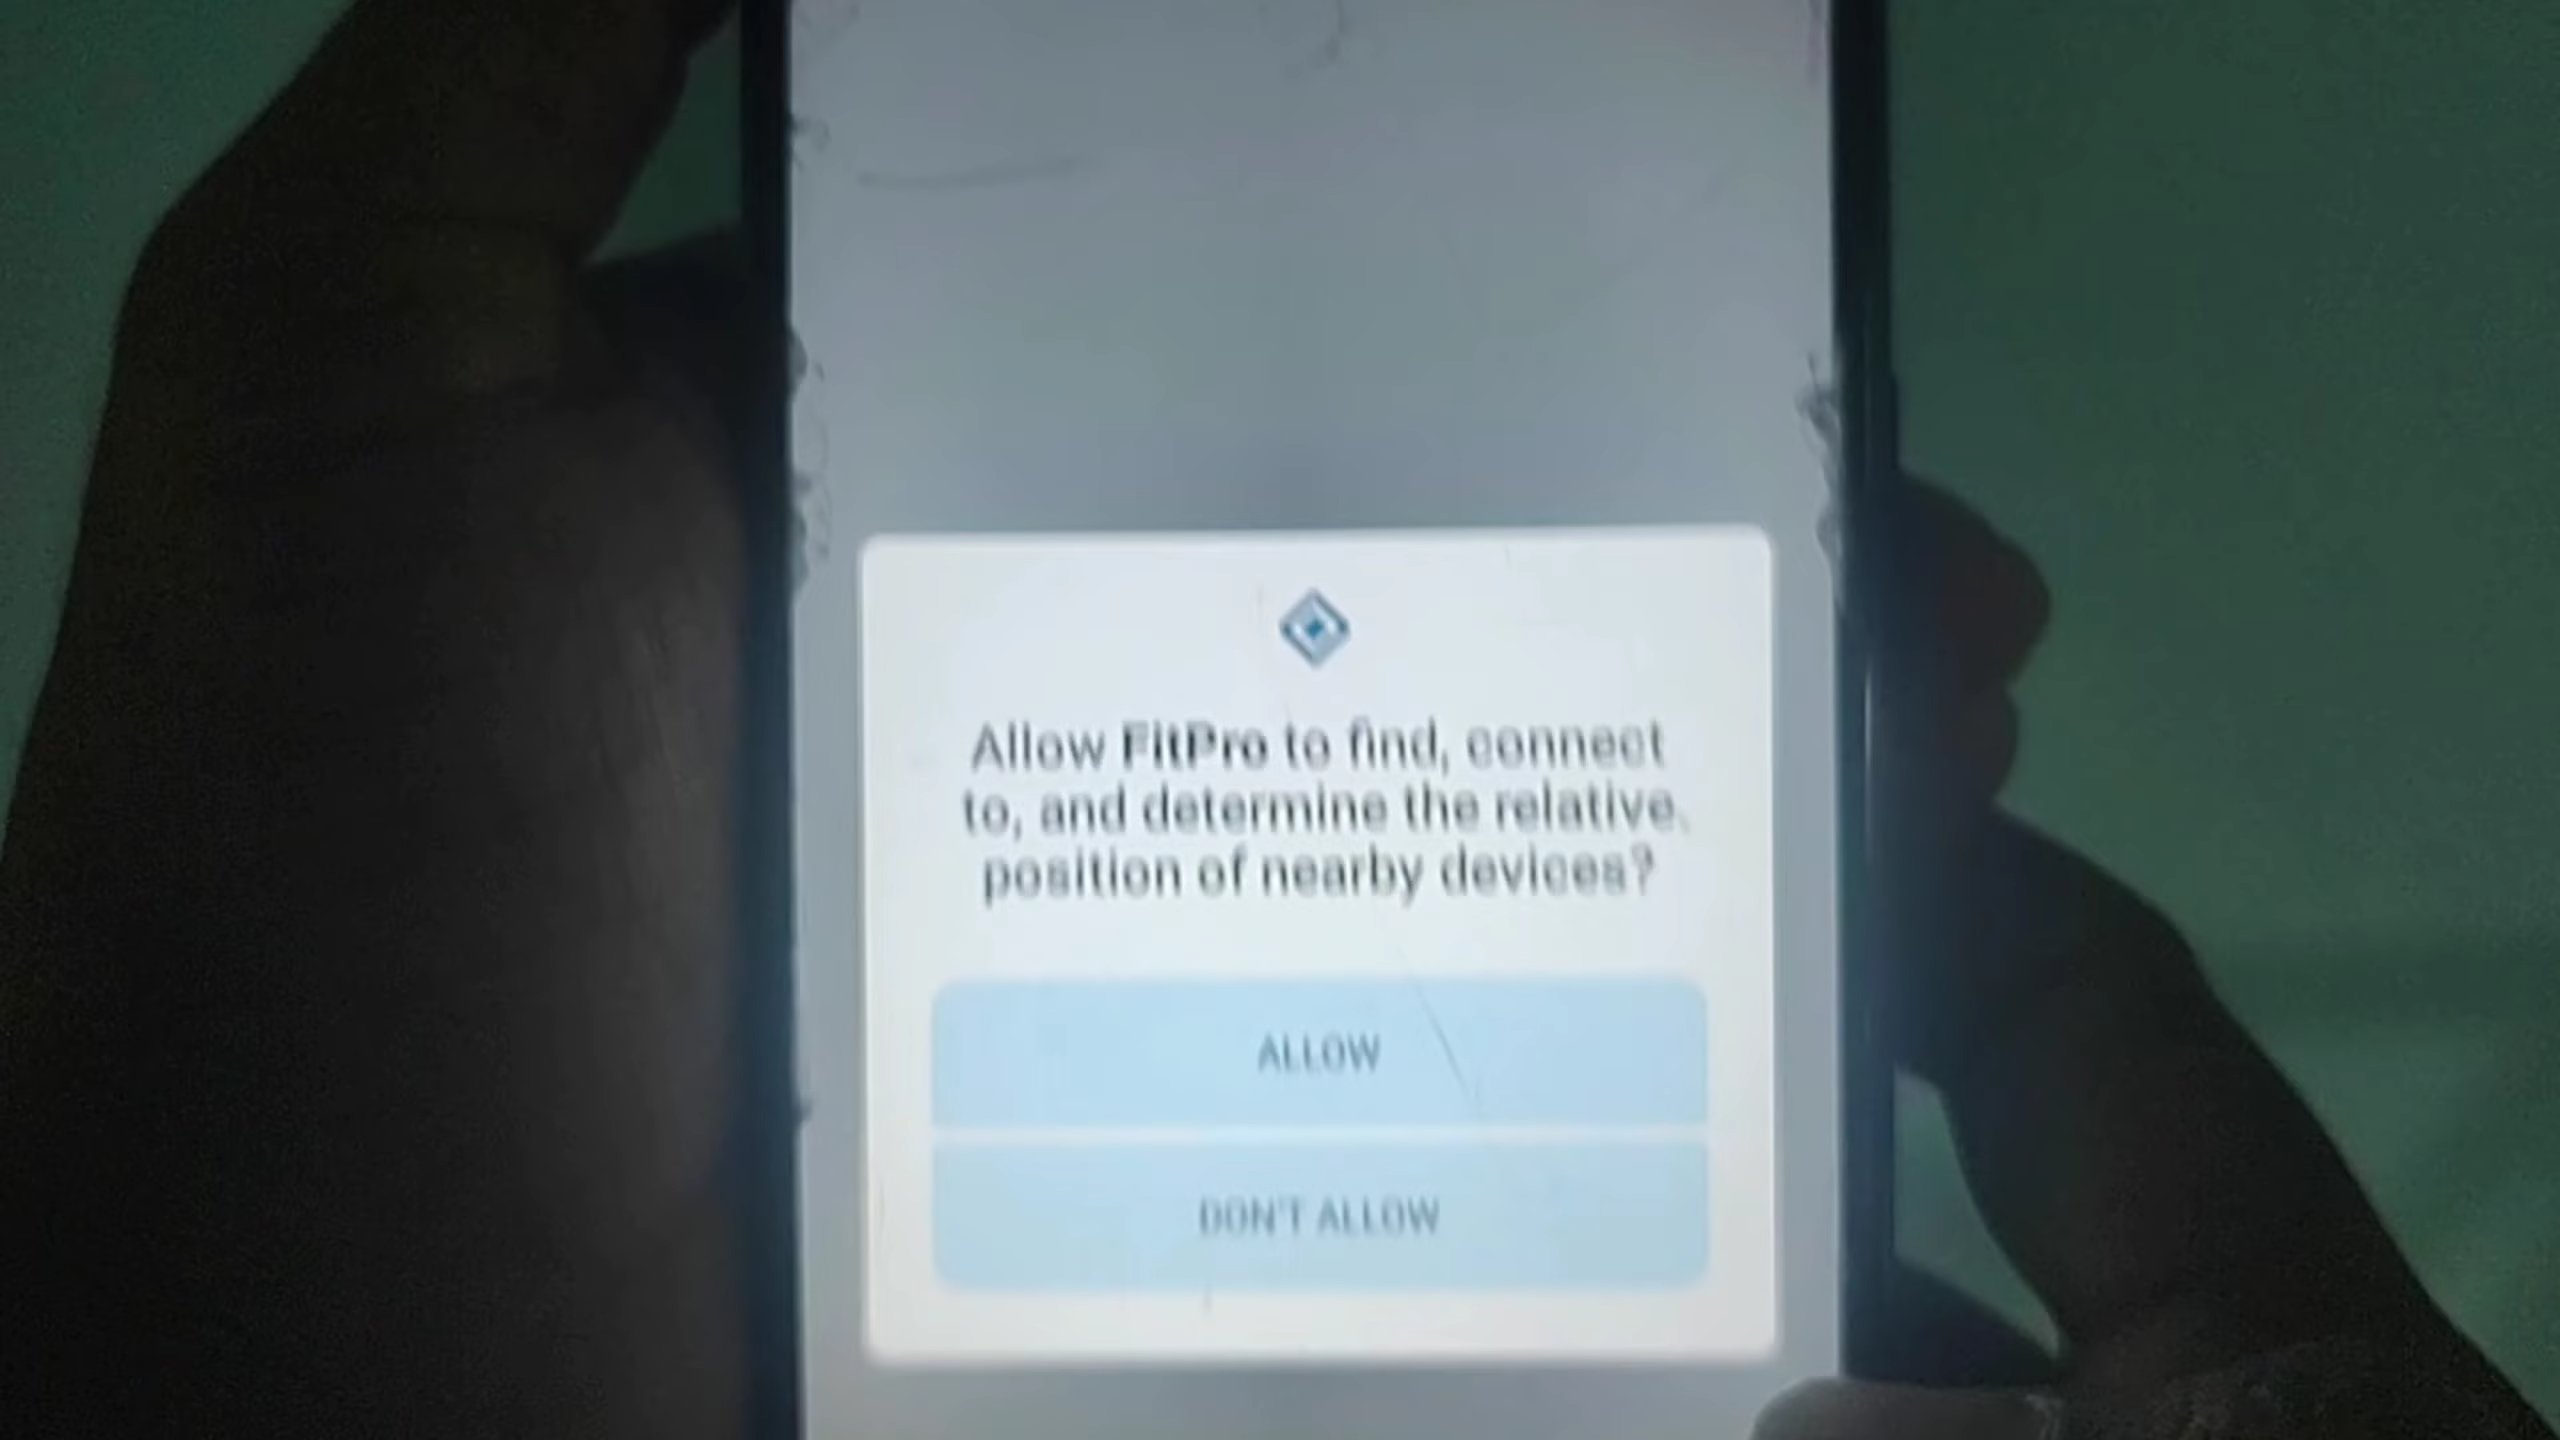 Allow FitPro to find, connect
to, and determine the relative
position of nearby devices?
ALLOW
DON'T ALLOW